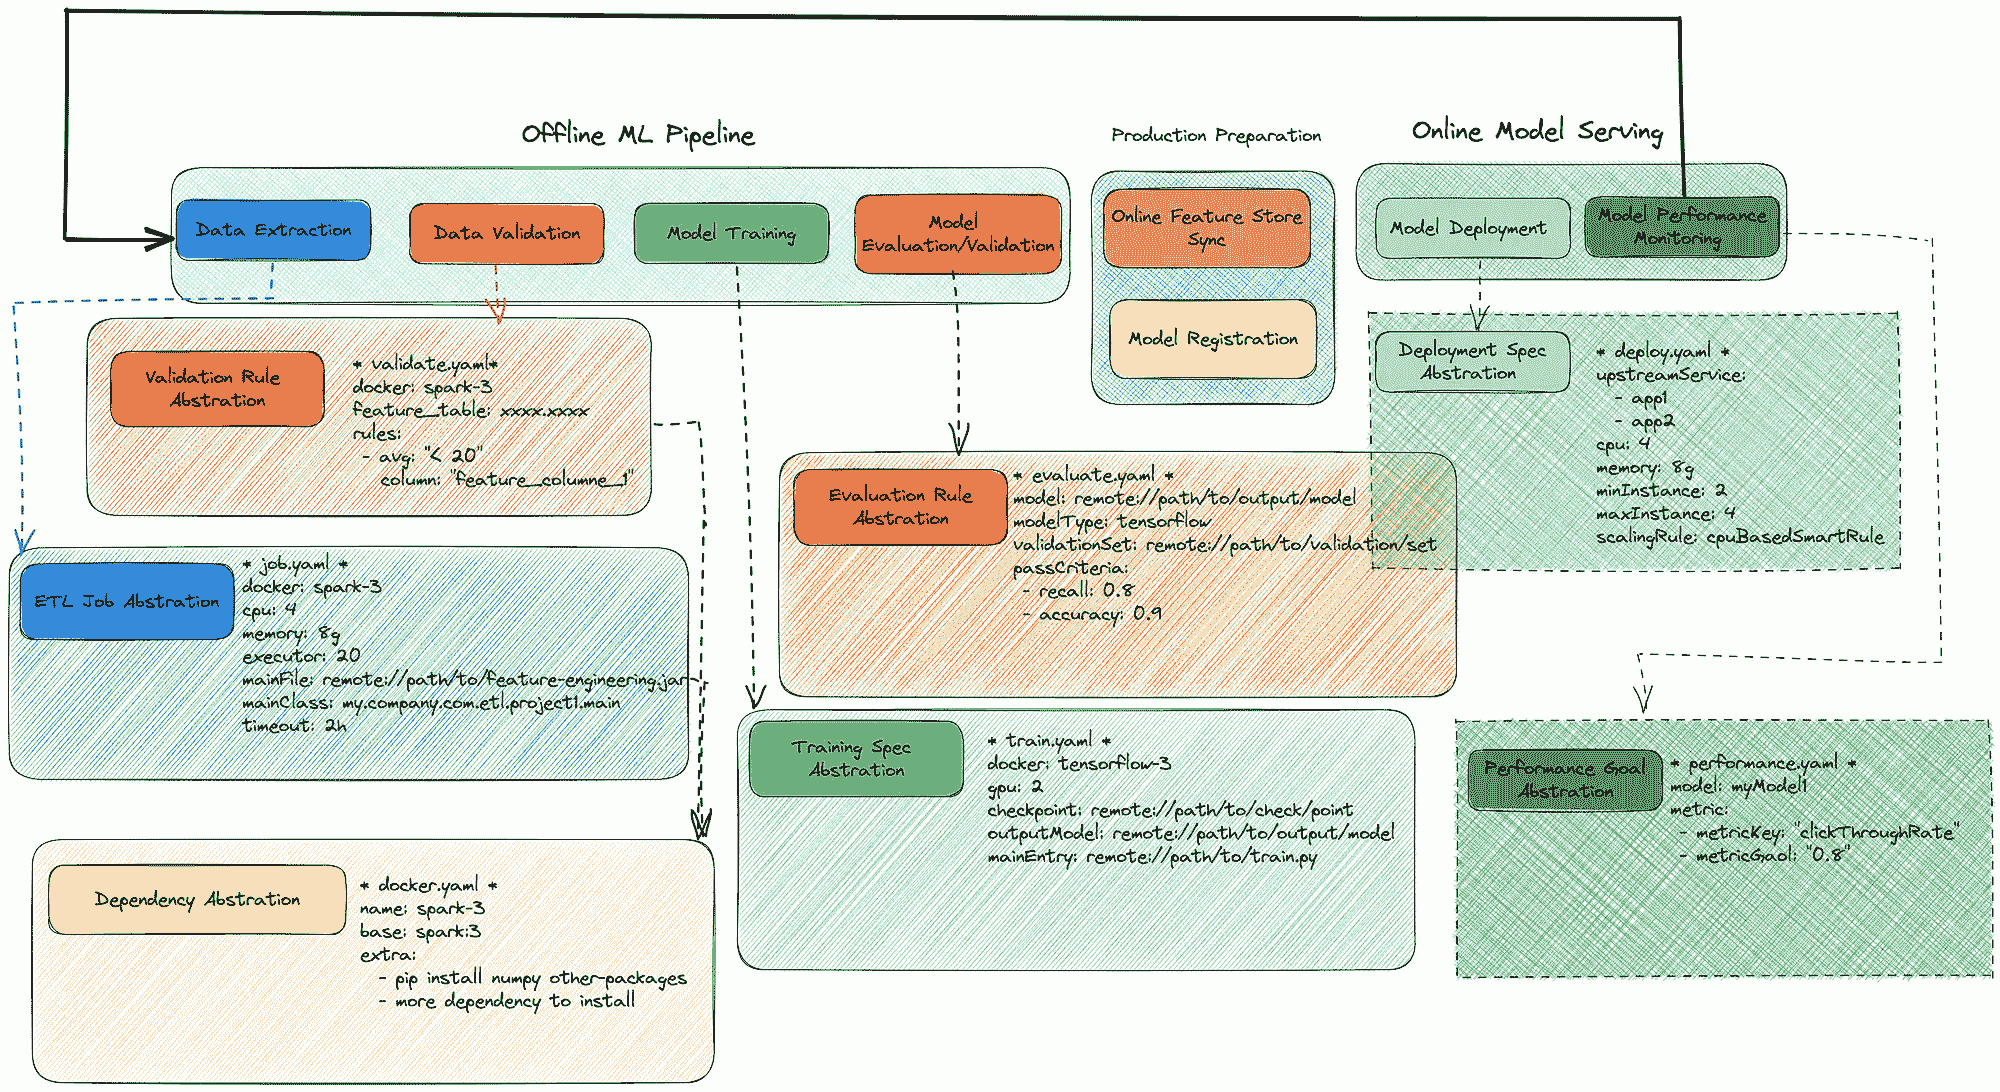 Offline ML Pipeline
Production Preparation
Online Model Serving
Data Extraction
Data Validation
Model Training
Model
Evaluation/Validation
Online Feature Store
Sync
Model Registration
Model Deployment
Model Performance
Monitoring
Validation Rule
Abstration
* validate.yaml*
docker: spark-3
feature_table: xxxx.xxxx
rules:
- avg: "< 20"
column: "feature_columne_1"
Deployment Spec
Abstration
* deploy.yaml *
upstreamService:
- app1
- app2
cpu: 4
memory: 8g
minInstance: 2
maxInstance: 4
scalingRule: cpuBasedSmartRule
Evaluation Rule
Abstration
* evaluate.yaml *
model: remote://path/to/output/model
modelType: tensorflow
validationSet: remote://path/to/validation/set
passCriteria:
- recall: 0.8
- accuracy: 0.9
ETL Job Abstration
* job.yaml *
docker: spark-3
cpu: 4
memory: 8g
executor: 20
mainFile: remote://path/to/feature-engineering.jar
mainClass: my.company.com.etl.project1.main
timeout: 2h
Training Spec
Abstration
* train.yaml *
docker: tensorflow-3
gpu: 2
checkpoint: remote://path/to/check/point
outputModel: remote://path/to/output/model
mainEntry: remote://path/to/train.py
Performance Goal
Abstration
* performance.yaml *
model: myModel1
metric:
- metricKey: "clickThroughRate"
- metricGaol: "0.8"
Dependency Abstration
* docker.yaml *
name: spark-3
base: spark:3
extra:
- pip install numpy other-packages
- more dependency to install